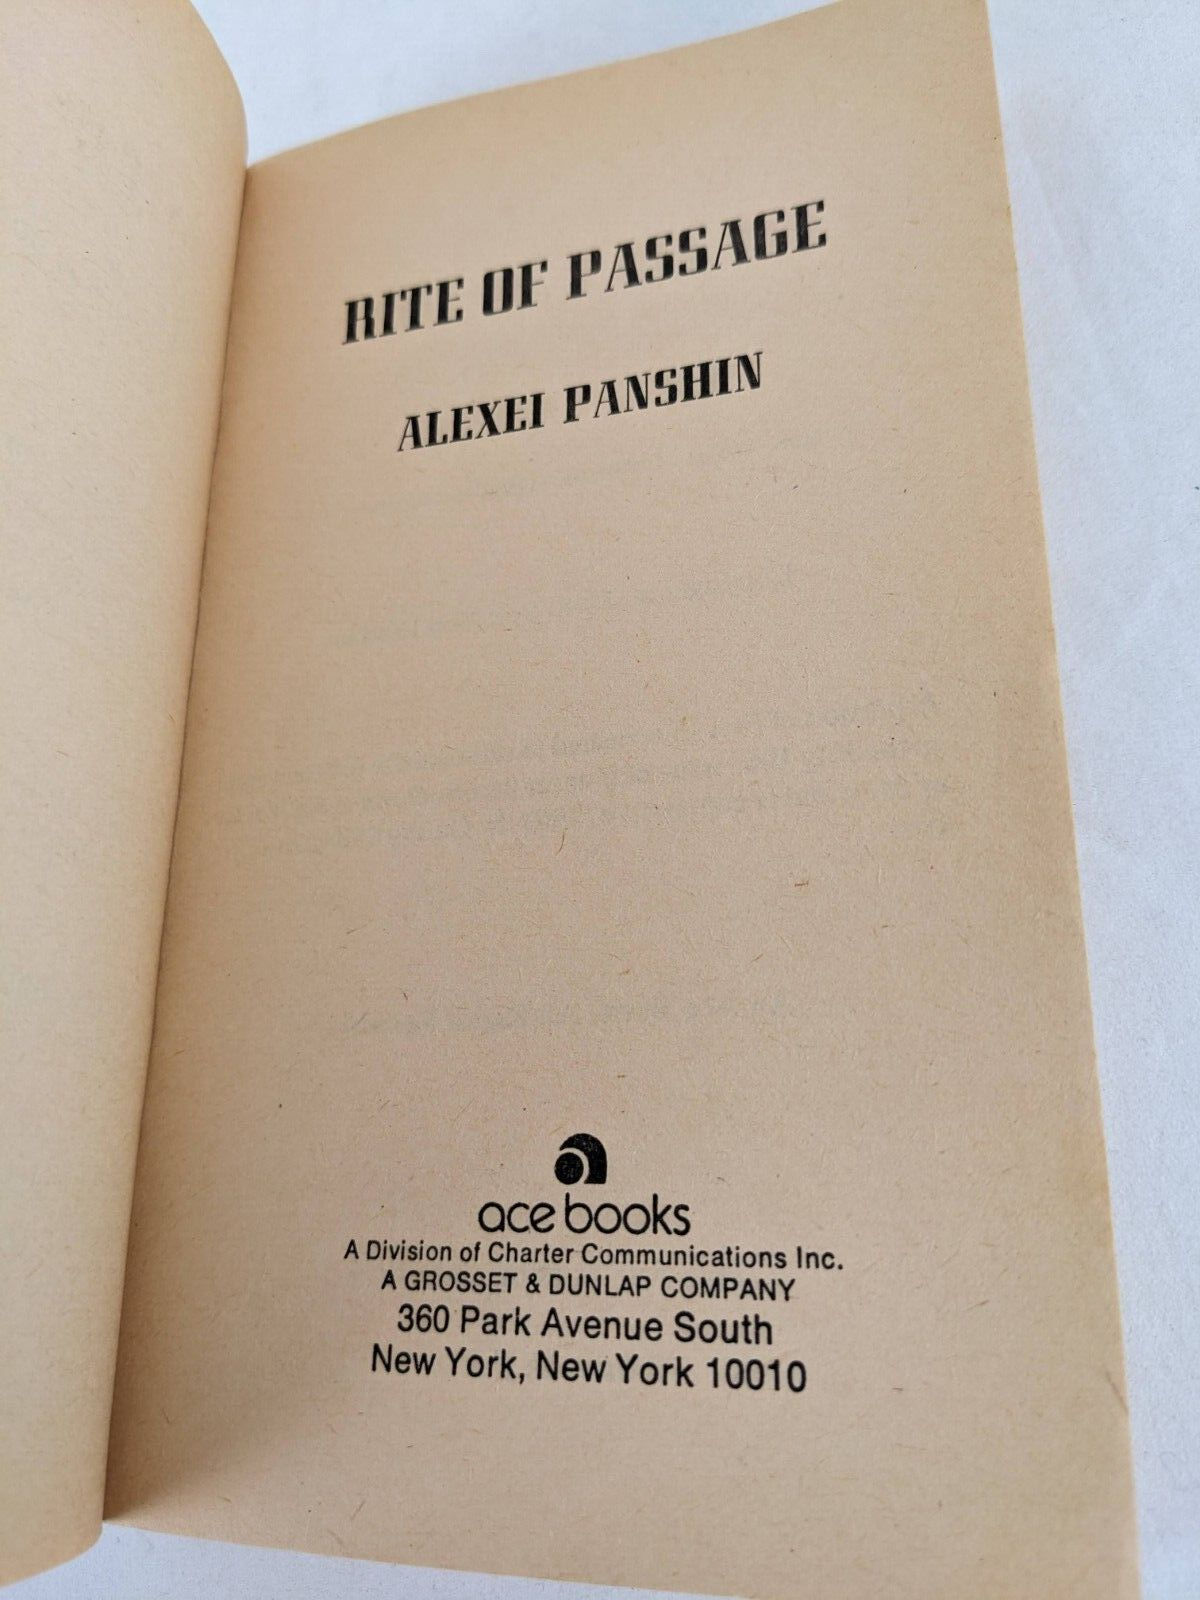 RITE OF PASSAGE
ALEXEI PANSHIN
ace books
A Division of Charter Communications Inc.
A GROSSET & DUNLAP COMPANY
360 Park Avenue South
New York, New York 10010